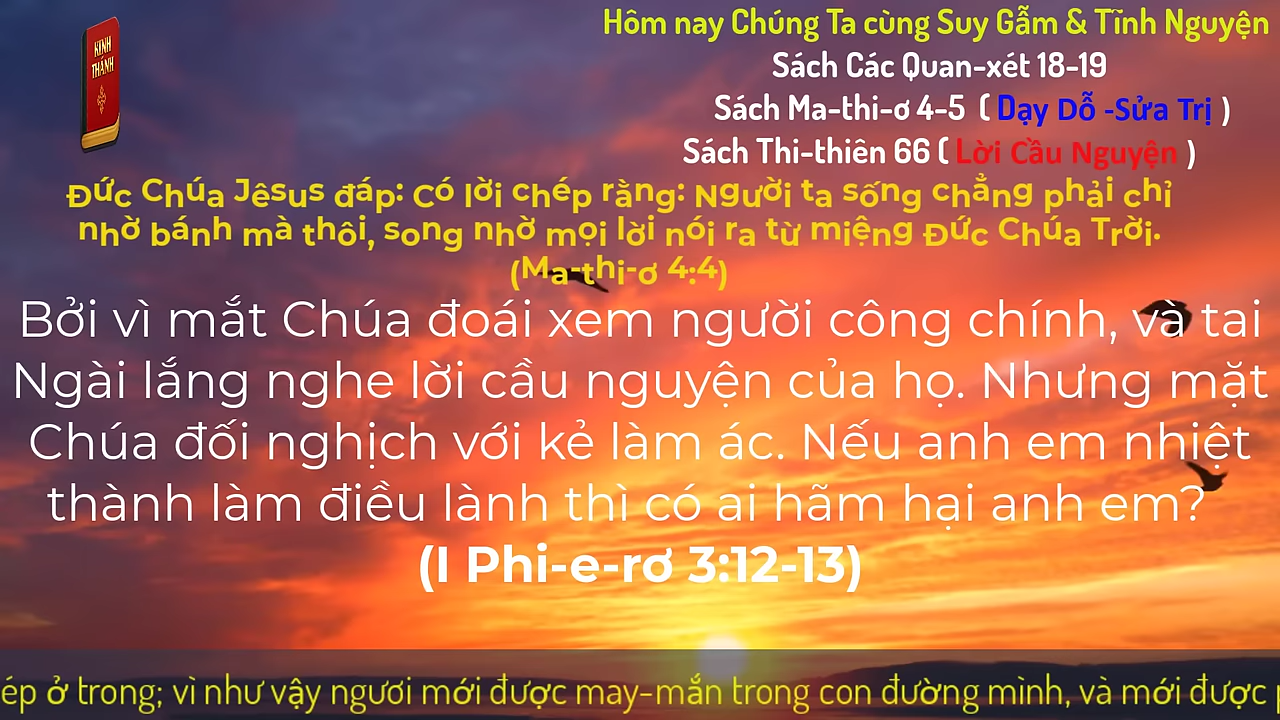 KINH
THÁNH
Hôm nay Chúng Ta cùng Suy Gẫm & Tĩnh Nguyện
Sách Các Quan-xét 18-19
Sách Ma-thi-ơ 4-5 ( Dạy Dỗ -Sửa Trị )
Sách Thi-thiên 66 ( Lời Cầu Nguyện )
Đức Chúa Jêsus đáp: Có lời chép rằng: Người ta sống chẳng phải chỉ
nhờ bánh mà thôi, song nhờ mọi lời nói ra từ miệng Đức Chúa Trời.
(Ma-thi-ơ 4:4)
Bởi vì mắt Chúa đoái xem người công chính, và tai
Ngài lắng nghe lời cầu nguyện của họ. Nhưng mặt
Chúa đối nghịch với kẻ làm ác. Nếu anh em nhiệt
thành làm điều lành thì có ai hãm hại anh em?
(I Phi-e-rơ 3:12-13)
ép ở trong; vì như vậy ngươi mới được may-mắn trong con đường mình, và mới được